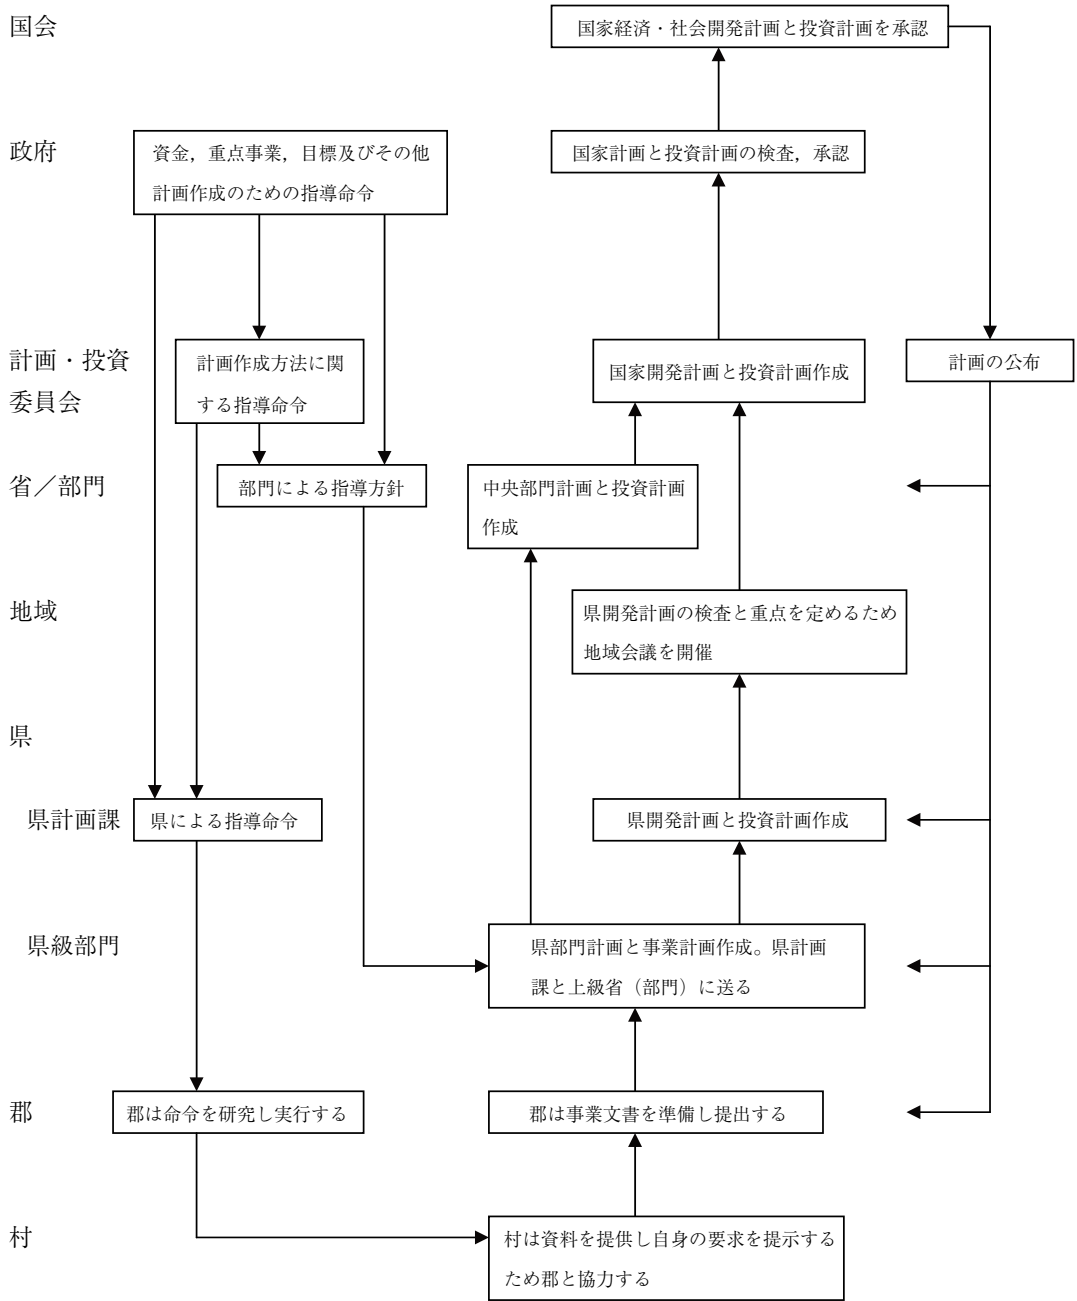 国会
国家経済・社会開発計画と投資計画を承認
政府
資金，重点事業，目標及びその他
計画作成のための指導命令
国家計画と投資計画の検査，承認
計画・投資
委員会
計画作成方法に関
する指導命令
国家開発計画と投資計画作成
計画の公布
省／部門
部門による指導方針
中央部門計画と投資計画
作成
地域
県開発計画の検査と重点を定めるため
地域会議を開催
県
県計画課
県による指導命令
県開発計画と投資計画作成
県級部門
県部門計画と事業計画作成。県計画
課と上級省（部門）に送る
郡
郡は命令を研究し実行する
郡は事業文書を準備し提出する
村
村は資料を提供し自身の要求を提示する
ため郡と協力する